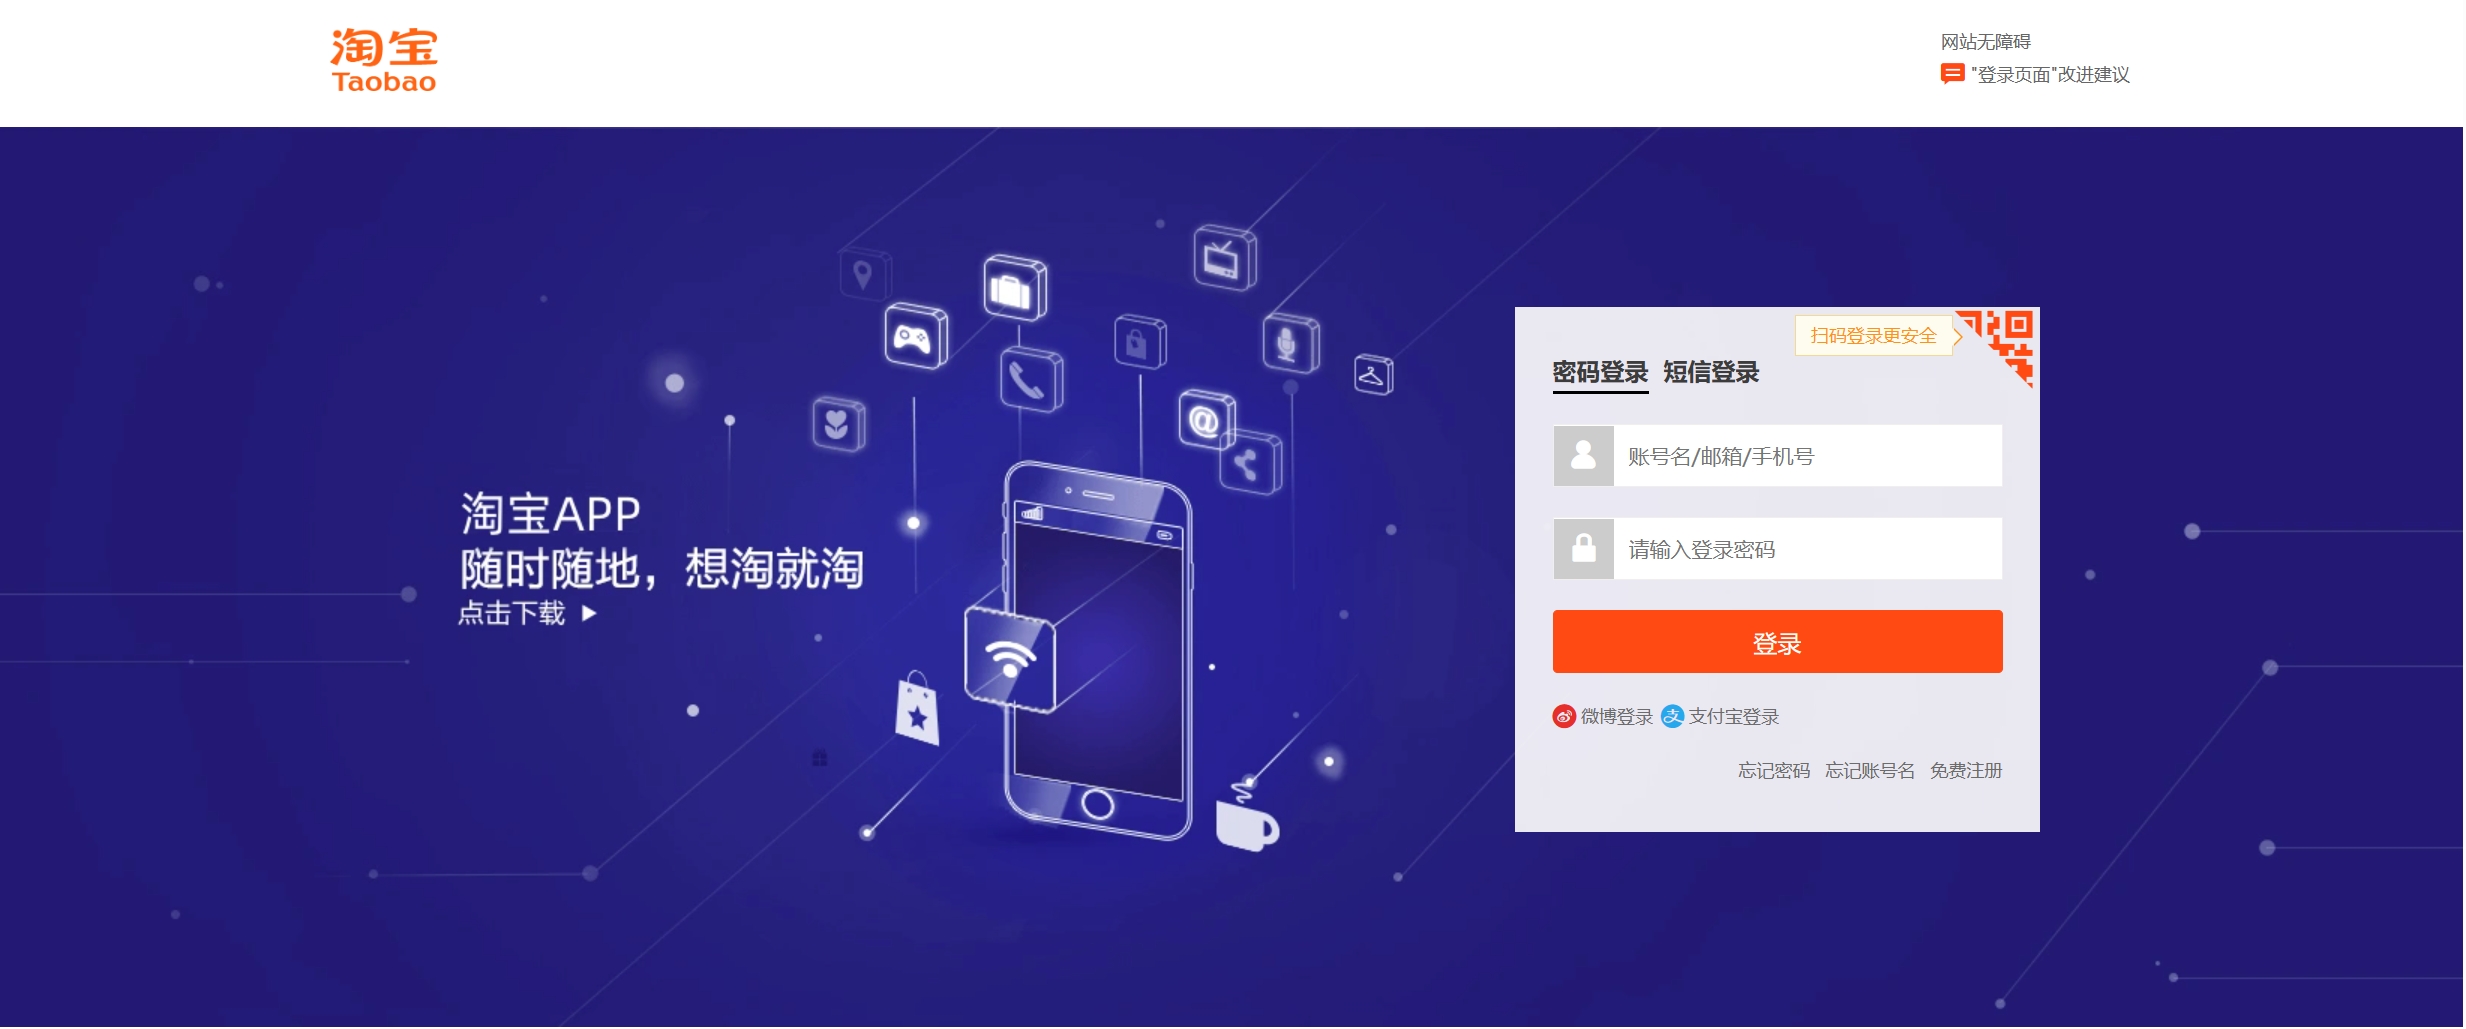 淘宝
Taobao
网站无障碍
"登录页面"改进建议
淘宝APP
随时随地，想淘就淘
点击下载
扫码登录更安全
密码登录 短信登录
账号名/邮箱/手机号
请输入登录密码
登录
微博登录 支付宝登录
忘记密码 忘记账号名 免费注册